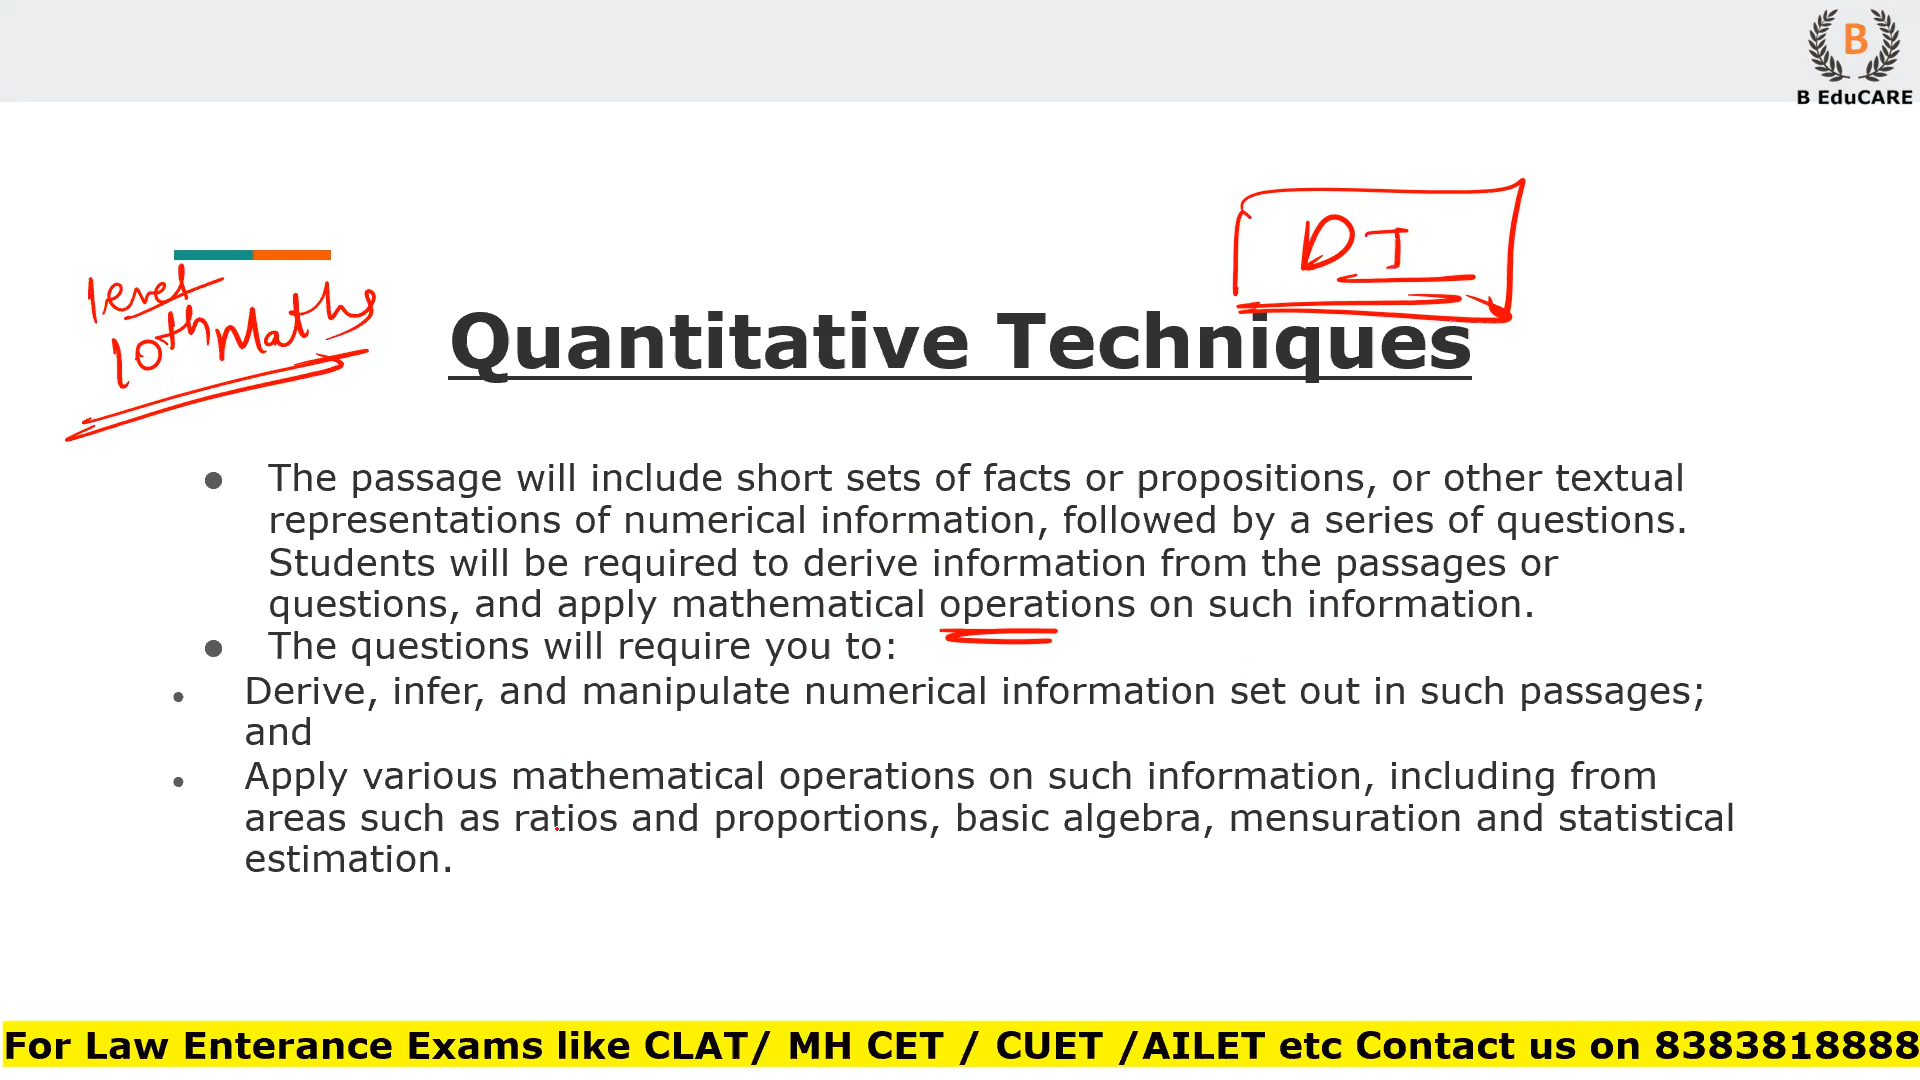 B
B EduCARE
DI
level
10th Maths
Quantitative Techniques
The passage will include short sets of facts or propositions, or other textual
representations of numerical information, followed by a series of questions.
Students will be required to derive information from the passages or
questions, and apply mathematical operations on such information.
The questions will require you to:
Derive, infer, and manipulate numerical information set out in such passages;
and
Apply various mathematical operations on such information, including from
areas such as ratios and proportions, basic algebra, mensuration and statistical
estimation.
For Law Enterance Exams like CLAT/ MH CET / CUET /AILET etc Contact us on 8383818888